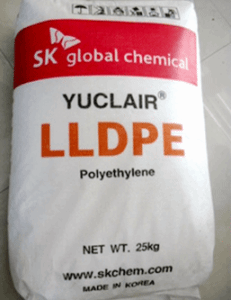 SK global chemical
YUCLAIR®
LLDPE
Polyethylene
NET WT. 25kg
www.skchem.com
MADE IN KOREA